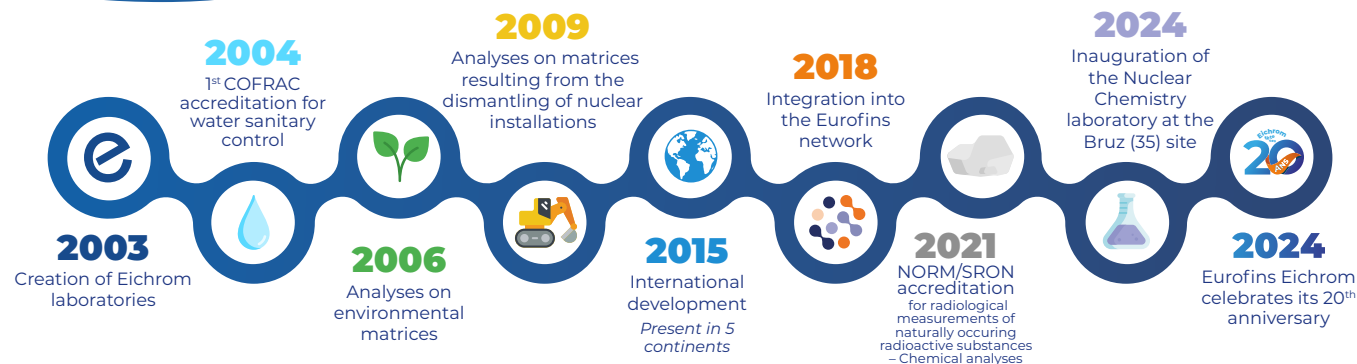 2003
Creation of Eichrom
laboratories
2004
1st COFRAC
accreditation for
water sanitary
control
2006
Analyses on
environmental
matrices
2009
Analyses on matrices
resulting from the
dismantling of nuclear
installations
2015
International
development
Present in 5
continents
2018
Integration into
the Eurofins
network
2021
NORM/SRON
accreditation
for radiological
measurements of
naturally occuring
radioactive substances
– Chemical analyses
2024
Inauguration of
the Nuclear
Chemistry
laboratory at the
Bruz (35) site
Eichrom
fête
ses
20
ANS
2024
Eurofins Eichrom
celebrates its 20th
anniversary